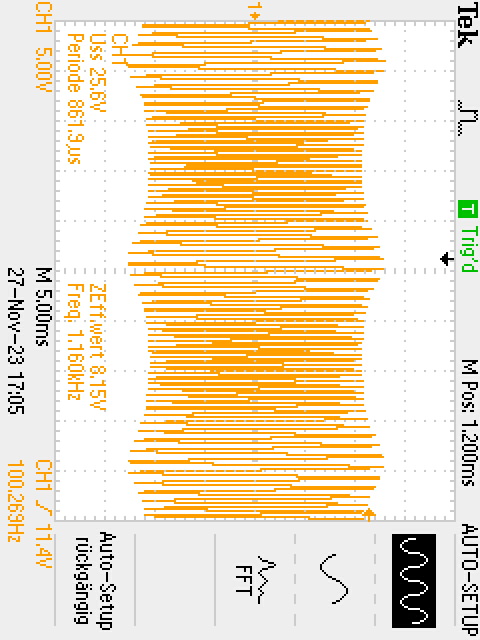 Tek T Trig'd M Pos: 1.200ms AUTO-SETUP
CH1
Uss 25.6V
Periode 861.9µs
ZEff.wert 8.15V
Freq. 1.160kHz
FFT
Auto-Setup
rückgängig
CH1 5.00V M 5.00ms CH1 / 11.4V
27-Nov-23 17:05 100.269Hz